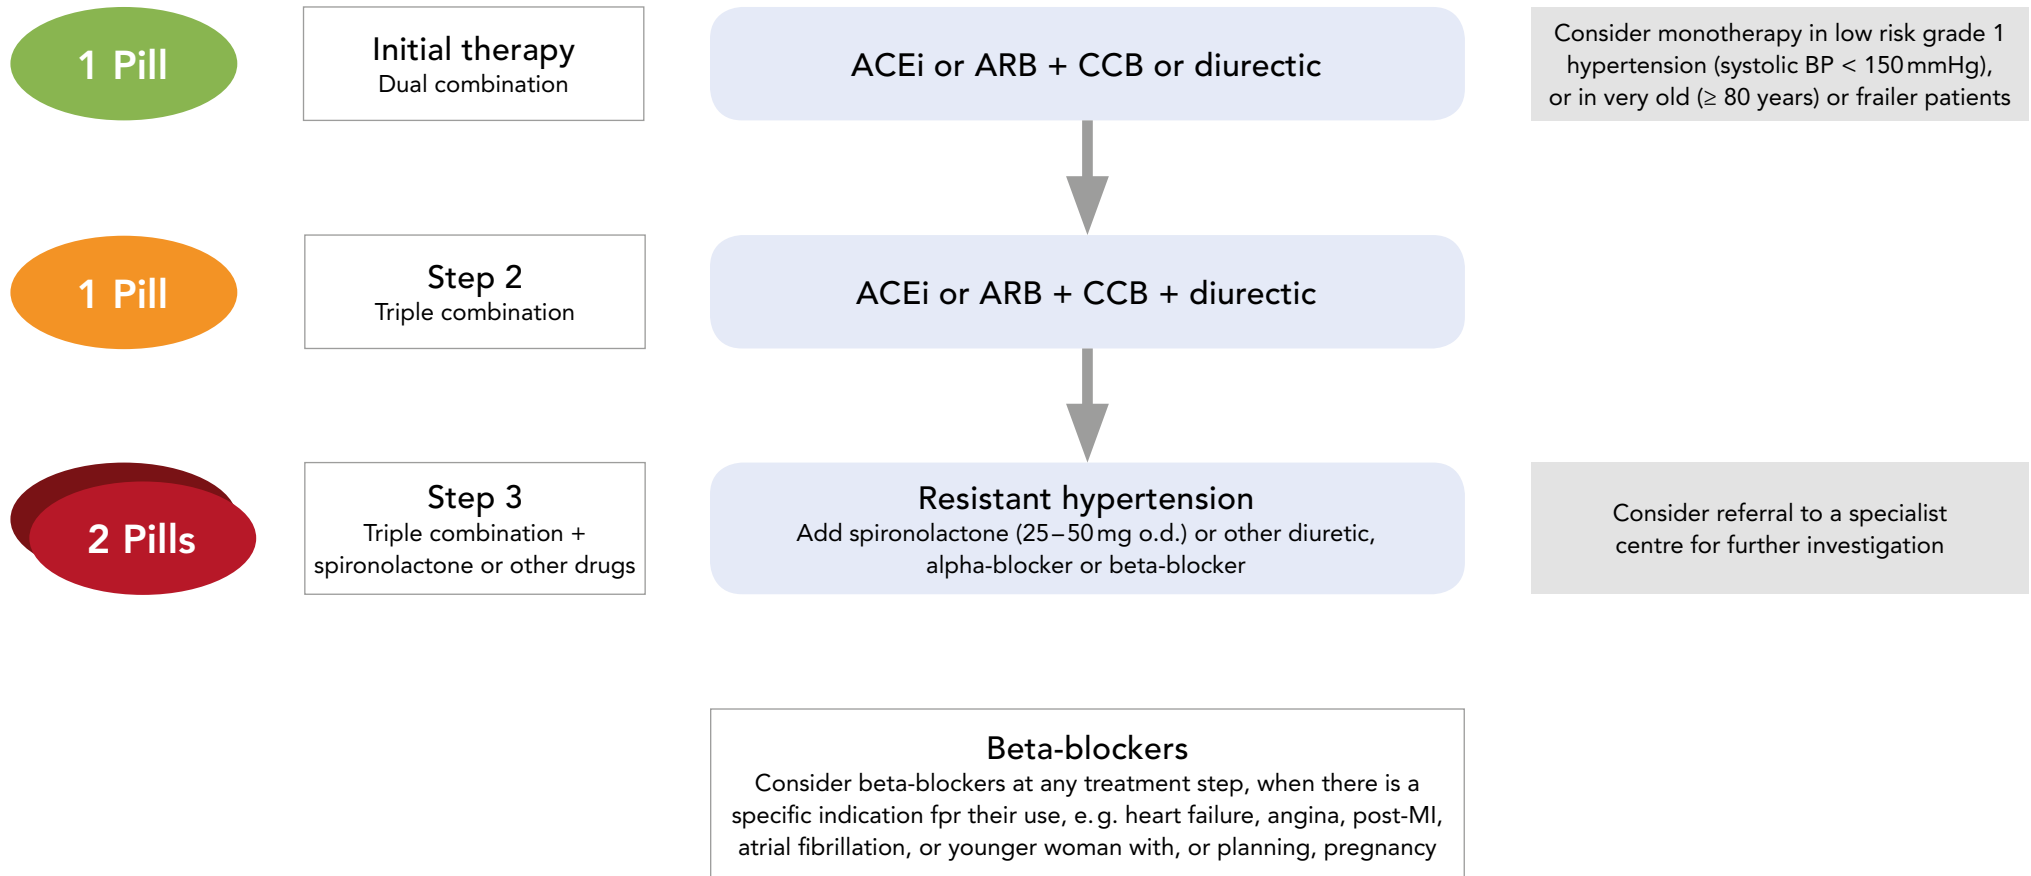 1 Pill
Initial therapy
Dual combination
ACEi or ARB + CCB or diurectic
Consider monotherapy in low risk grade 1
hypertension (systolic BP < 150 mmHg),
or in very old (≥ 80 years) or frailer patients
1 Pill
Step 2
Triple combination
ACEi or ARB + CCB + diurectic
2 Pills
Step 3
Triple combination +
spironolactone or other drugs
Resistant hypertension
Add spironolactone (25–50 mg o.d.) or other diuretic,
alpha-blocker or beta-blocker
Consider referral to a specialist
centre for further investigation
Beta-blockers
Consider beta-blockers at any treatment step, when there is a
specific indication fpr their use, e. g. heart failure, angina, post-MI,
atrial fibrillation, or younger woman with, or planning, pregnancy